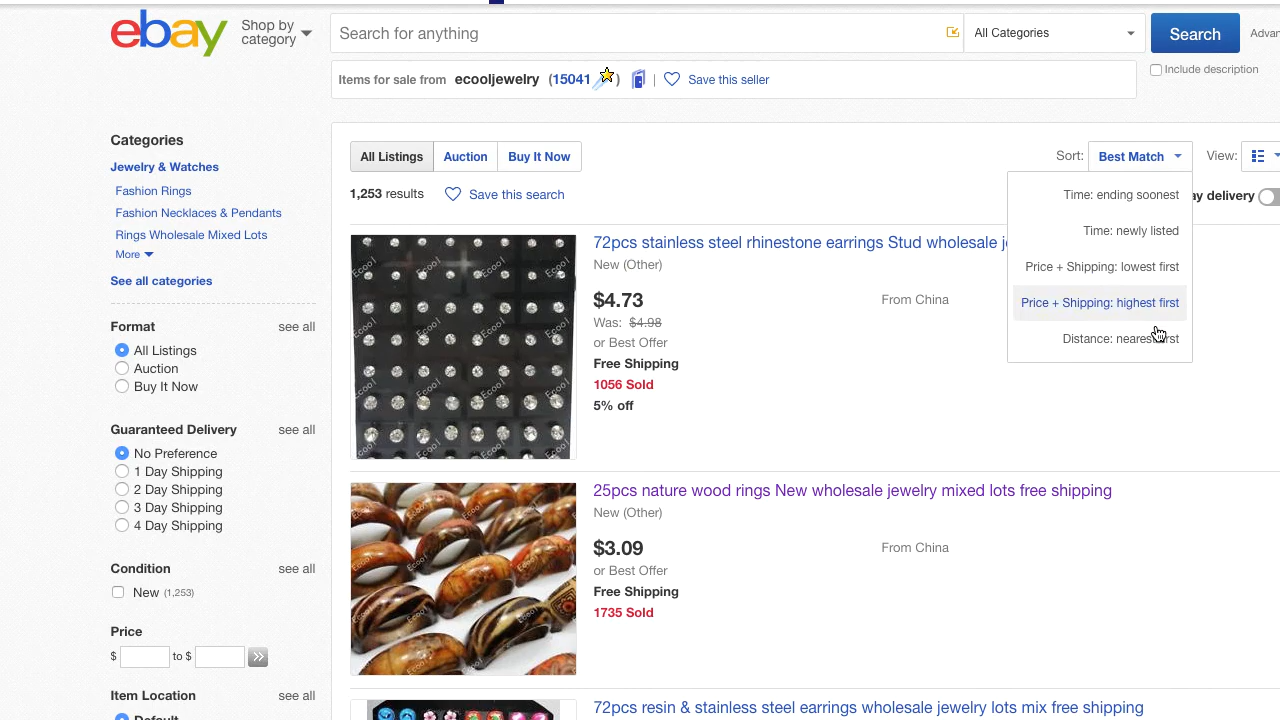 ebay
Shop by
category
Search for anything
All Categories
Search
Advan
Items for sale from ecooljewelry (15041 )
Save this seller
Include description
Categories
Jewelry & Watches
Fashion Rings
Fashion Necklaces & Pendants
Rings Wholesale Mixed Lots
More
See all categories
Format see all
All Listings
Auction
Buy It Now
Guaranteed Delivery see all
No Preference
1 Day Shipping
2 Day Shipping
3 Day Shipping
4 Day Shipping
Condition see all
New (1,253)
Price
$ to $
Item Location see all
Default
All Listings
Auction
Buy It Now
Sort: Best Match
View:
1,253 results
Save this search
ay delivery
Time: ending soonest
Time: newly listed
Price + Shipping: lowest first
Price + Shipping: highest first
Distance: nearest first
72pcs stainless steel rhinestone earrings Stud wholesale je
New (Other)
$4.73
From China
Was: $4.98
or Best Offer
Free Shipping
1056 Sold
5% off
25pcs nature wood rings New wholesale jewelry mixed lots free shipping
New (Other)
$3.09
From China
or Best Offer
Free Shipping
1735 Sold
72pcs resin & stainless steel earrings wholesale jewelry lots mix free shipping